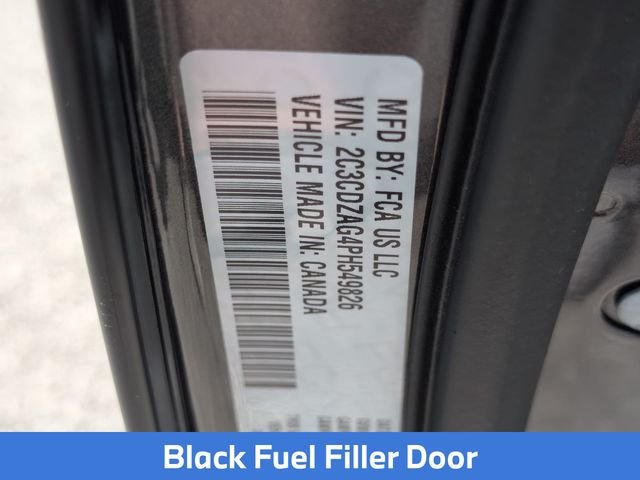 MFD BY: FCA US LLC
VIN: 2C3CDZAG4PH549826
VEHICLE MADE IN: CANADA
Black Fuel Filler Door